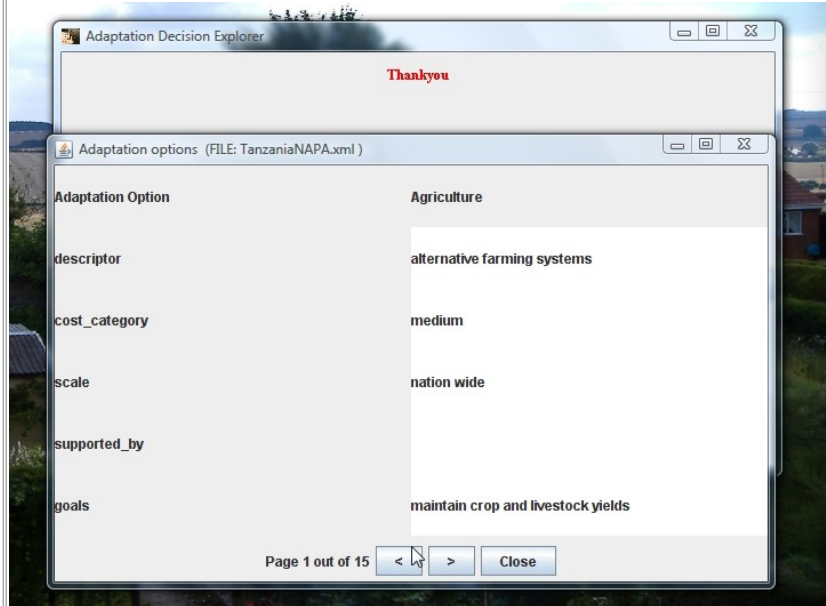 Adaptation Decision Explorer
Thankyou
Adaptation options (FILE: TanzaniaNAPA.xml )
Adaptation Option Agriculture
descriptor alternative farming systems
cost_category medium
scale nation wide
supported_by
goals maintain crop and livestock yields
Page 1 out of 15 < > Close